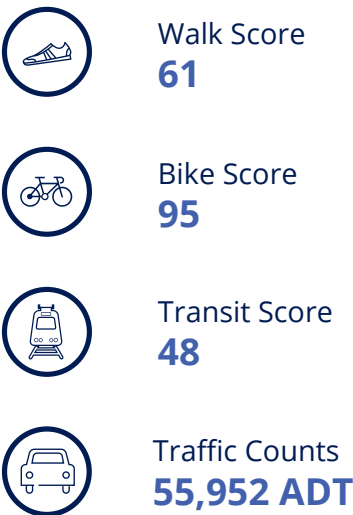 Walk Score
61
Bike Score
95
Transit Score
48
Traffic Counts
55,952 ADT